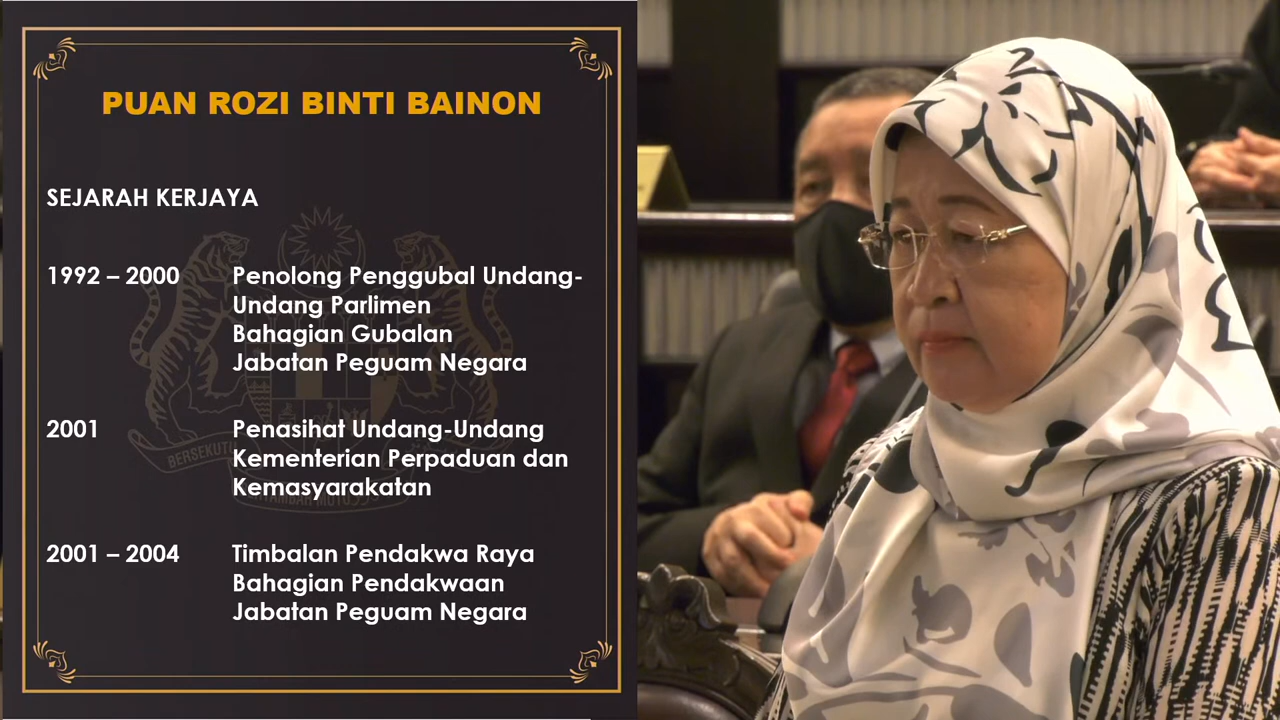 PUAN ROZI BINTI BAINON
SEJARAH KERJAYA
1992 – 2000 Penolong Penggubal Undang-
Undang Parlimen
Bahagian Gubalan
Jabatan Peguam Negara
2001 Penasihat Undang-Undang
Kementerian Perpaduan dan
Kemasyarakatan
2001 – 2004 Timbalan Pendakwa Raya
Bahagian Pendakwaan
Jabatan Peguam Negara
BERSEKUTU